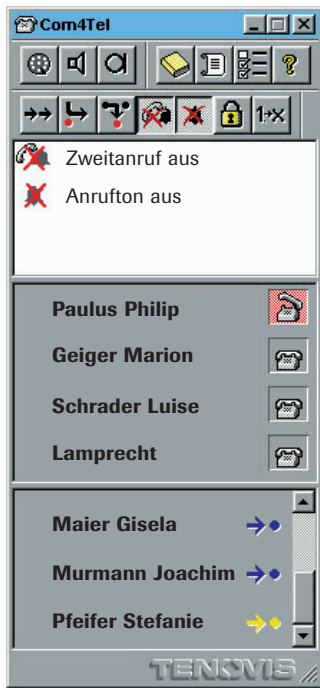 Com4Tel
1→x
Zweitanruf aus
Anrufton aus
Paulus Philip
Geiger Marion
Schrader Luise
Lamprecht
Maier Gisela
Murmann Joachim
Pfeifer Stefanie
TENOVIS